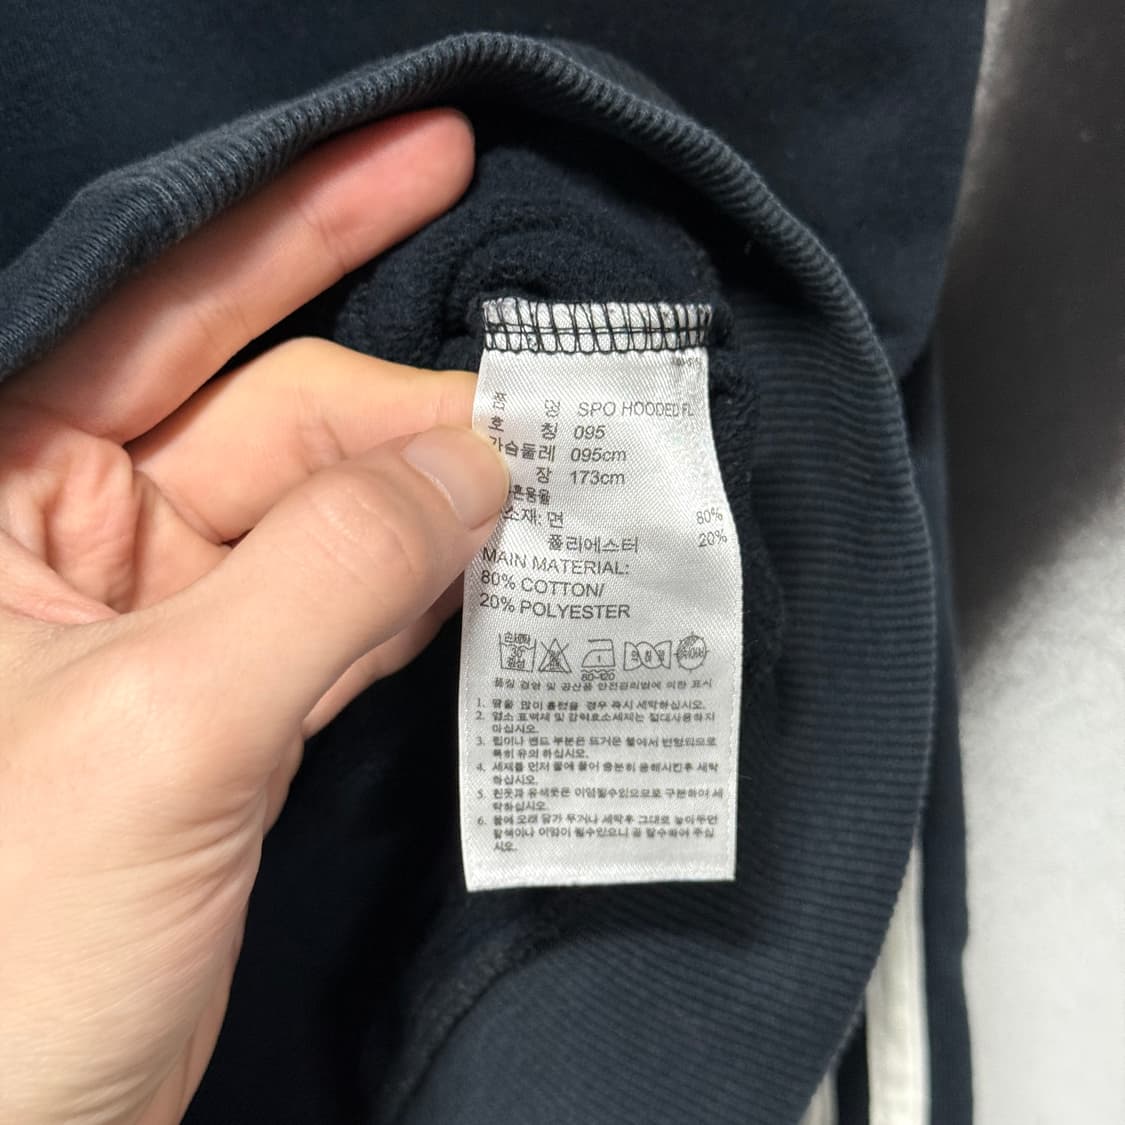 명 SPO HOODED FL
호 칭 095
가슴둘레 095cm
장 173cm
소재: 면 80%
폴리에스터 20%
MAIN MATERIAL:
80% COTTON/
20% POLYESTER
30
80~120
품질 경영 및 공산품 안전관리법에 의한 표시
1. 땀을 많이 흘렸을 경우 즉시 세탁하십시오.
2. 염소 표백제 및 강력효소세제는 절대사용하지
마십시오.
3. 립이나 밴드 부분은 뜨거운 물에서 변형되므로
특히 유의 하십시오.
4. 세제를 먼저 물에 풀어 충분히 용해시킨후 세탁
하십시오.
5. 흰옷과 유색옷은 이염될수있으므로 구분하여 세
탁하십시오.
6. 물에 오래 담가 두거나 세탁후 그대로 놓아두면
탈색이나 이염이 될수있으니 곧 탈수하여 주십
시오.